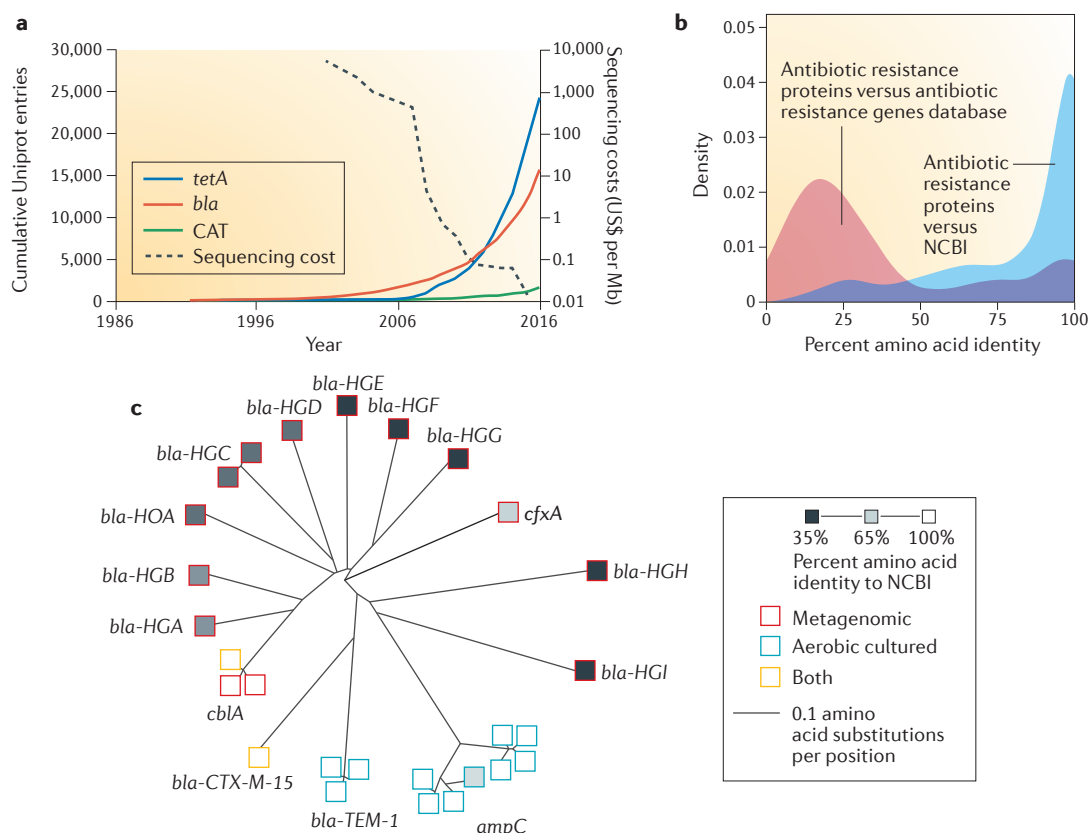 a
30,000
25,000
20,000
15,000
10,000
5,000
0
Cumulative Uniprot entries
10,000
1,000
100
10
1
0.1
0.01
Sequencing costs (US$ per Mb)
tetA
bla
CAT
Sequencing cost
1986
1996
2006
2016
Year
b
0.05
0.04
0.03
0.02
0.01
0
Density
Antibiotic resistance
proteins versus antibiotic
resistance genes database
Antibiotic
resistance
proteins
versus
NCBI
0
25
50
75
100
Percent amino acid identity
c
bla-HGE
bla-HGD
bla-HGF
bla-HGC
bla-HGG
bla-HOA
cfxA
bla-HGB
bla-HGH
bla-HGA
bla-HGI
cblA
bla-CTX-M-15
bla-TEM-1
ampC
35% 65% 100%
Percent amino acid
identity to NCBI
Metagenomic
Aerobic cultured
Both
0.1 amino
acid substitutions
per position